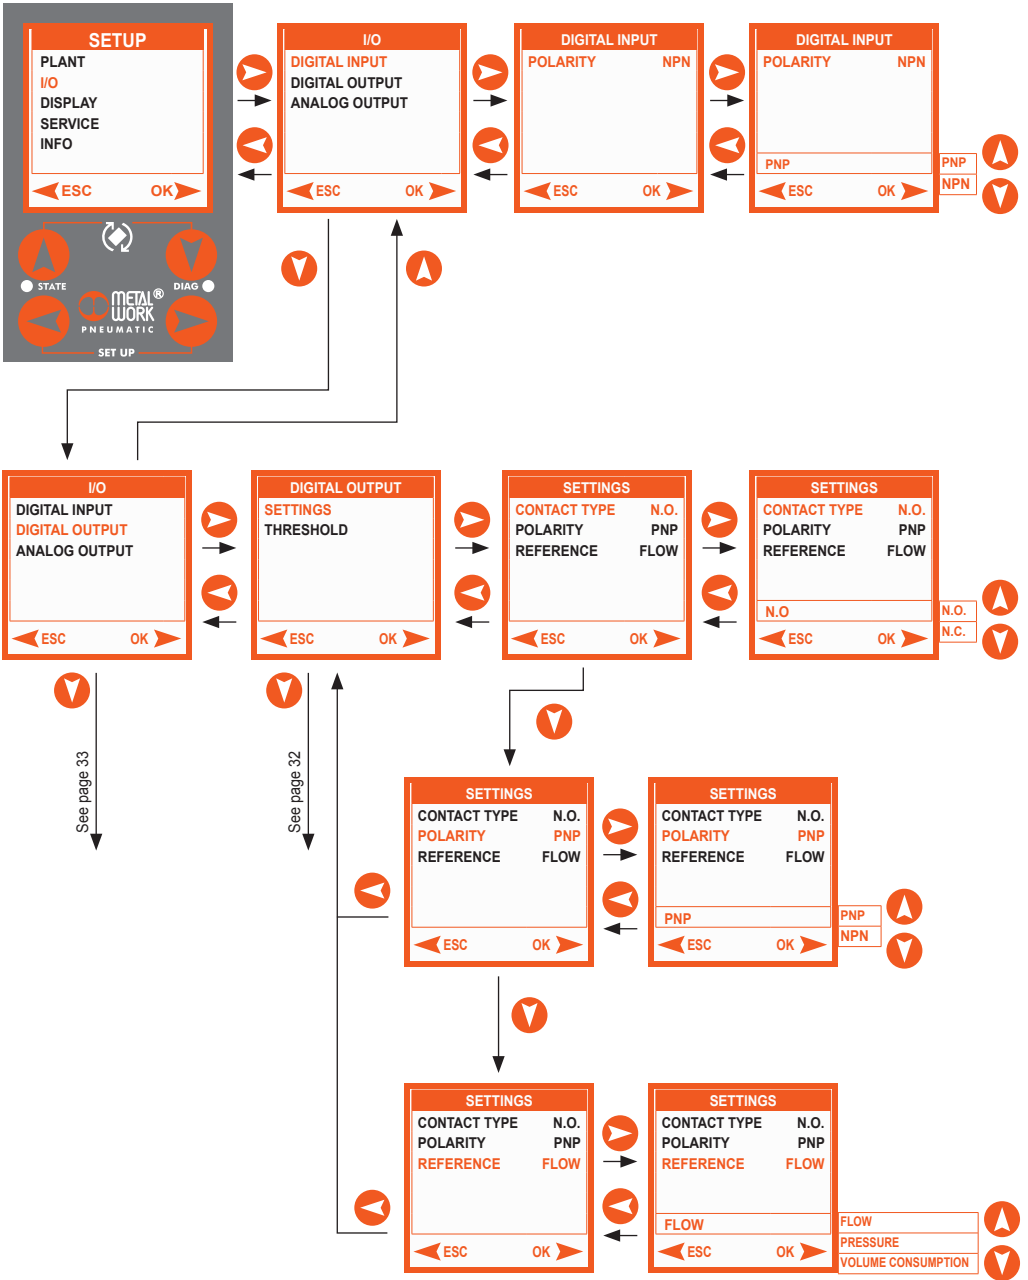 SETUP
PLANT
I/O
DISPLAY
SERVICE
INFO
ESC OK
STATE
DIAG
METAL®
WORK
PNEUMATIC
SET UP
I/O
DIGITAL INPUT
DIGITAL OUTPUT
ANALOG OUTPUT
ESC OK
DIGITAL INPUT
POLARITY NPN
ESC OK
DIGITAL INPUT
POLARITY NPN
PNP
ESC OK
PNP
NPN
I/O
DIGITAL INPUT
DIGITAL OUTPUT
ANALOG OUTPUT
ESC OK
DIGITAL OUTPUT
SETTINGS
THRESHOLD
ESC OK
SETTINGS
CONTACT TYPE N.O.
POLARITY PNP
REFERENCE FLOW
ESC OK
SETTINGS
CONTACT TYPE N.O.
POLARITY PNP
REFERENCE FLOW
N.O
ESC OK
N.O.
N.C.
See page 33
See page 32
SETTINGS
CONTACT TYPE N.O.
POLARITY PNP
REFERENCE FLOW
ESC OK
SETTINGS
CONTACT TYPE N.O.
POLARITY PNP
REFERENCE FLOW
PNP
ESC OK
PNP
NPN
SETTINGS
CONTACT TYPE N.O.
POLARITY PNP
REFERENCE FLOW
ESC OK
SETTINGS
CONTACT TYPE N.O.
POLARITY PNP
REFERENCE FLOW
FLOW
ESC OK
FLOW
PRESSURE
VOLUME CONSUMPTION